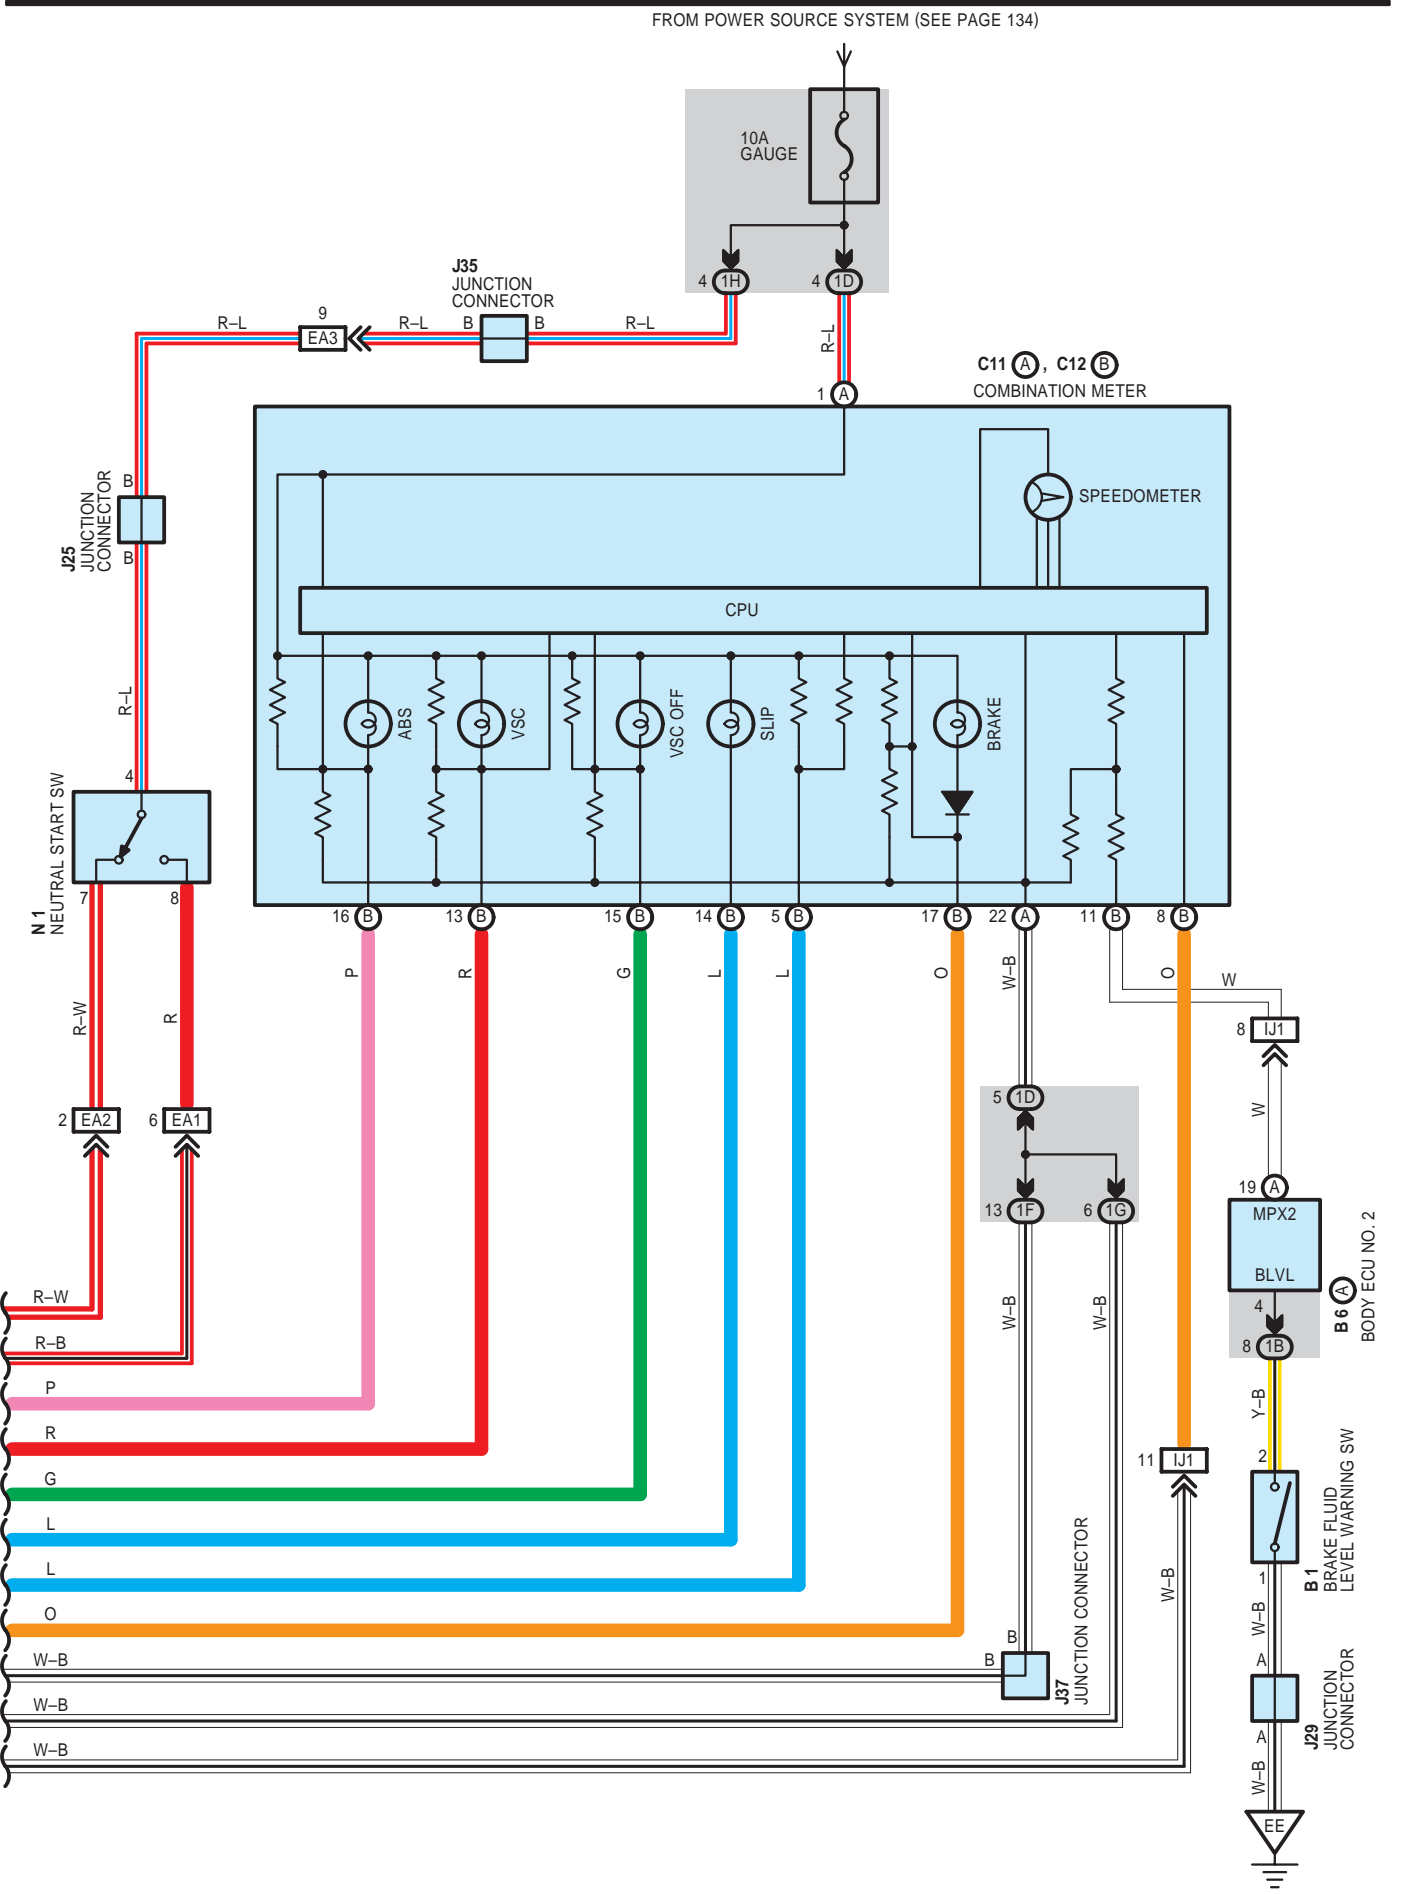 FROM POWER SOURCE SYSTEM (SEE PAGE 134)
10A
GAUGE
4 1H
4 1D
J35
JUNCTION
CONNECTOR
R–L
9
EA3
R–L
B
B
R–L
R–L
C11 A , C12 B
COMBINATION METER
1 A
SPEEDOMETER
CPU
B
J25
JUNCTION
CONNECTOR
B
R–L
ABS
VSC
VSC OFF
SLIP
BRAKE
4
N 1
NEUTRAL START SW
7
8
16 B
13 B
15 B
14 B
5 B
17 B
22 A
11 B
8 B
P
R
G
L
L
O
W–B
O
W
R–W
R
8 IJ1
W
2 EA2
6 EA1
5 1D
13 1F
6 1G
19 A
MPX2
BLVL
B 6 A
BODY ECU NO. 2
4
8 1B
W–B
W–B
Y–B
R–W
R–B
P
R
G
L
L
O
W–B
W–B
W–B
11 IJ1
2
B 1
BRAKE FLUID
LEVEL WARNING SW
1
W–B
W–B
B
B
J37
JUNCTION CONNECTOR
A
J29
JUNCTION
CONNECTOR
A
W–B
EE